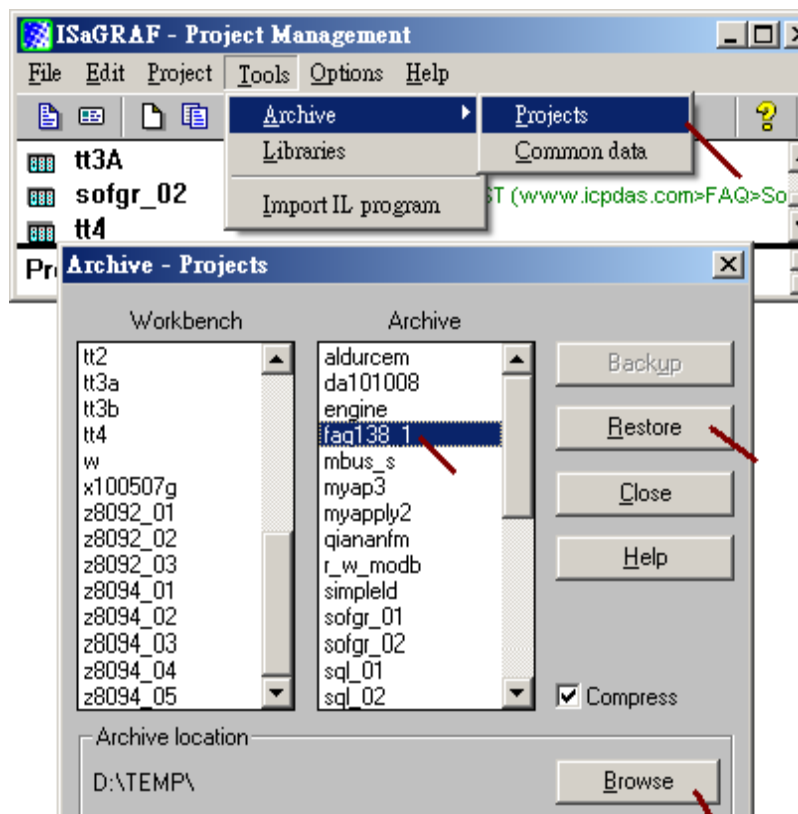 ISaGRAF - Project Management
File Edit Project Tools Options Help
Archive Projects
Libraries Common data
Import IL program
tt3A
sofgr_02 ST (www.icpdas.com>FAQ>So
tt4
Archive - Projects
Workbench Archive
tt2 aldurcem
tt3a da101008
tt3b engine
tt4 faq138_1
w mbus_s
x100507g myap3
z8092_01 myapply2
z8092_02 qiananfm
z8092_03 r_w_modb
z8094_01 simpleld
z8094_02 sofgr_01
z8094_03 sofgr_02
z8094_04 sql_01
z8094_05 sql_02
Backup
Restore
Close
Help
Compress
Archive location
D:\TEMP\ Browse